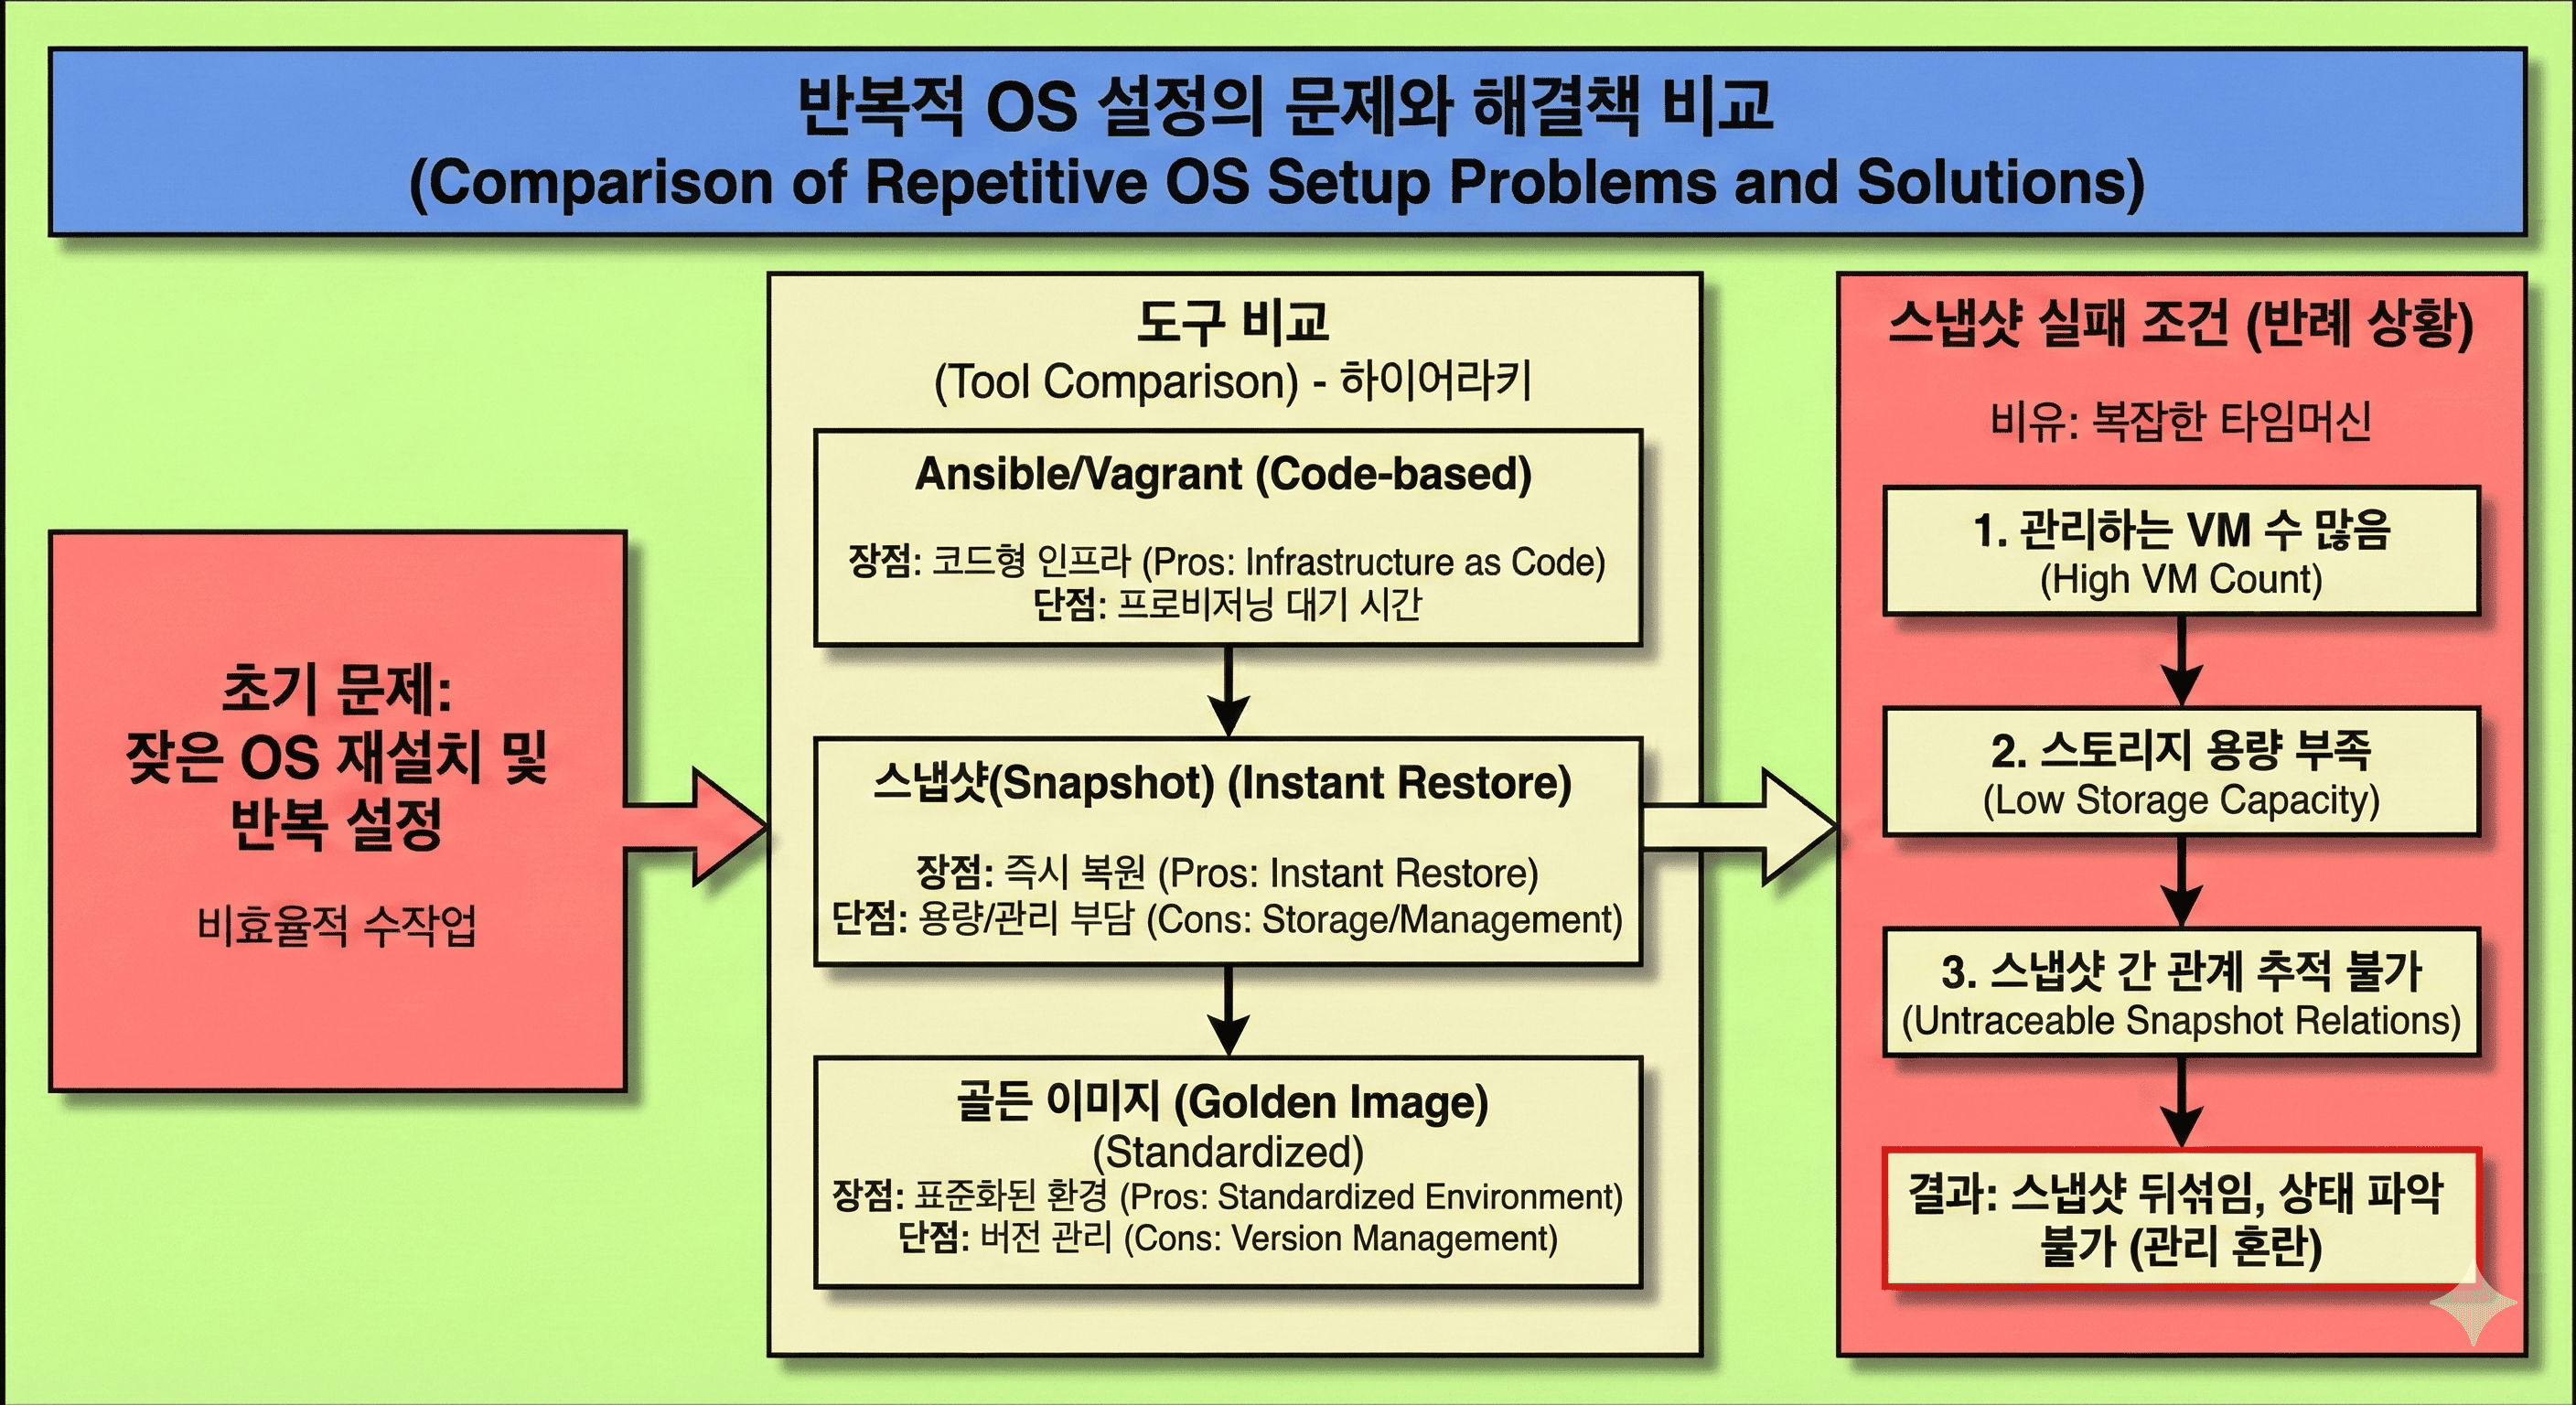 반복적 OS 설정의 문제와 해결책 비교
(Comparison of Repetitive OS Setup Problems and Solutions)
초기 문제:
잦은 OS 재설치 및
반복 설정
비효율적 수작업
도구 비교
(Tool Comparison) - 하이어라키
Ansible/Vagrant (Code-based)
장점: 코드형 인프라 (Pros: Infrastructure as Code)
단점: 프로비저닝 대기 시간
스냅샷(Snapshot) (Instant Restore)
장점: 즉시 복원 (Pros: Instant Restore)
단점: 용량/관리 부담 (Cons: Storage/Management)
골든 이미지 (Golden Image)
(Standardized)
장점: 표준화된 환경 (Pros: Standardized Environment)
단점: 버전 관리 (Cons: Version Management)
스냅샷 실패 조건 (반례 상황)
비유: 복잡한 타임머신
1. 관리하는 VM 수 많음
(High VM Count)
2. 스토리지 용량 부족
(Low Storage Capacity)
3. 스냅샷 간 관계 추적 불가
(Untraceable Snapshot Relations)
결과: 스냅샷 뒤섞임, 상태 파악
불가 (관리 혼란)